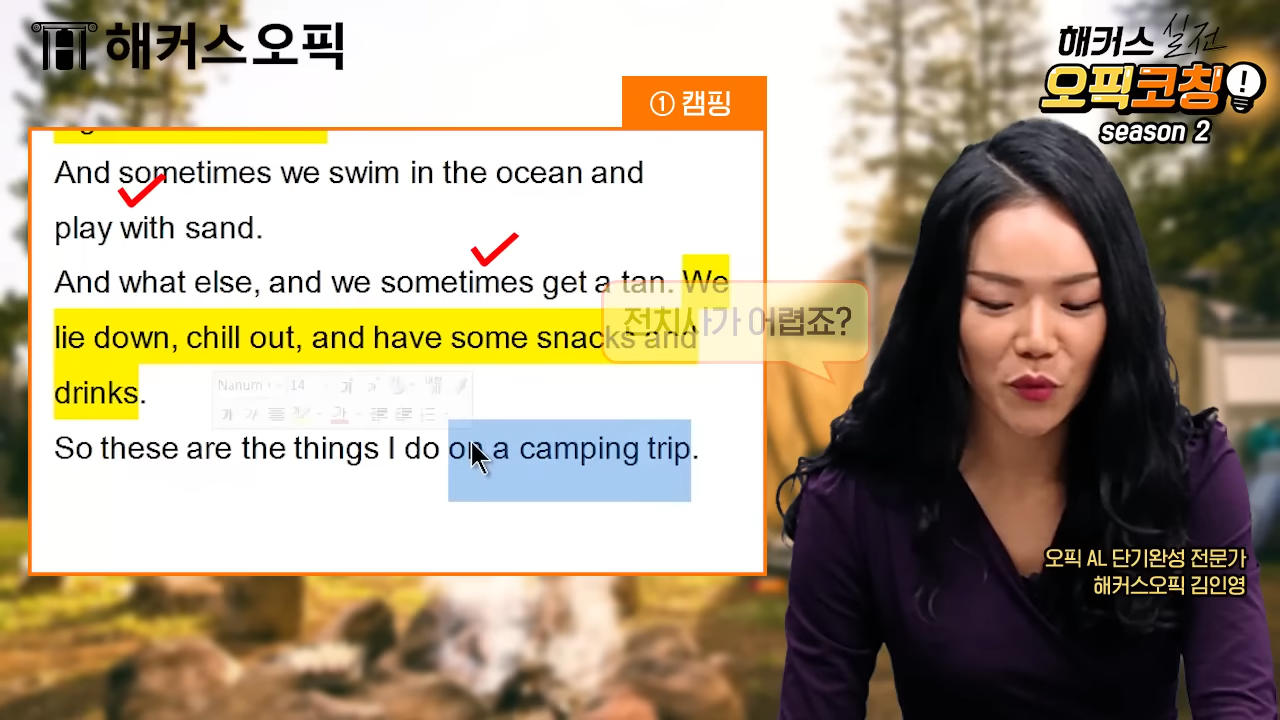 해커스 오픽
해커스 실전
오픽코칭!
season 2
① 캠핑
And sometimes we swim in the ocean and
play with sand.
And what else, and we sometimes get a tan. We
lie down, chill out, and have some snacks and
drinks.
전치사가 어렵죠?
Nanum 14
So these are the things I do on a camping trip.
오픽 AL 단기완성 전문가
해커스오픽 김인영